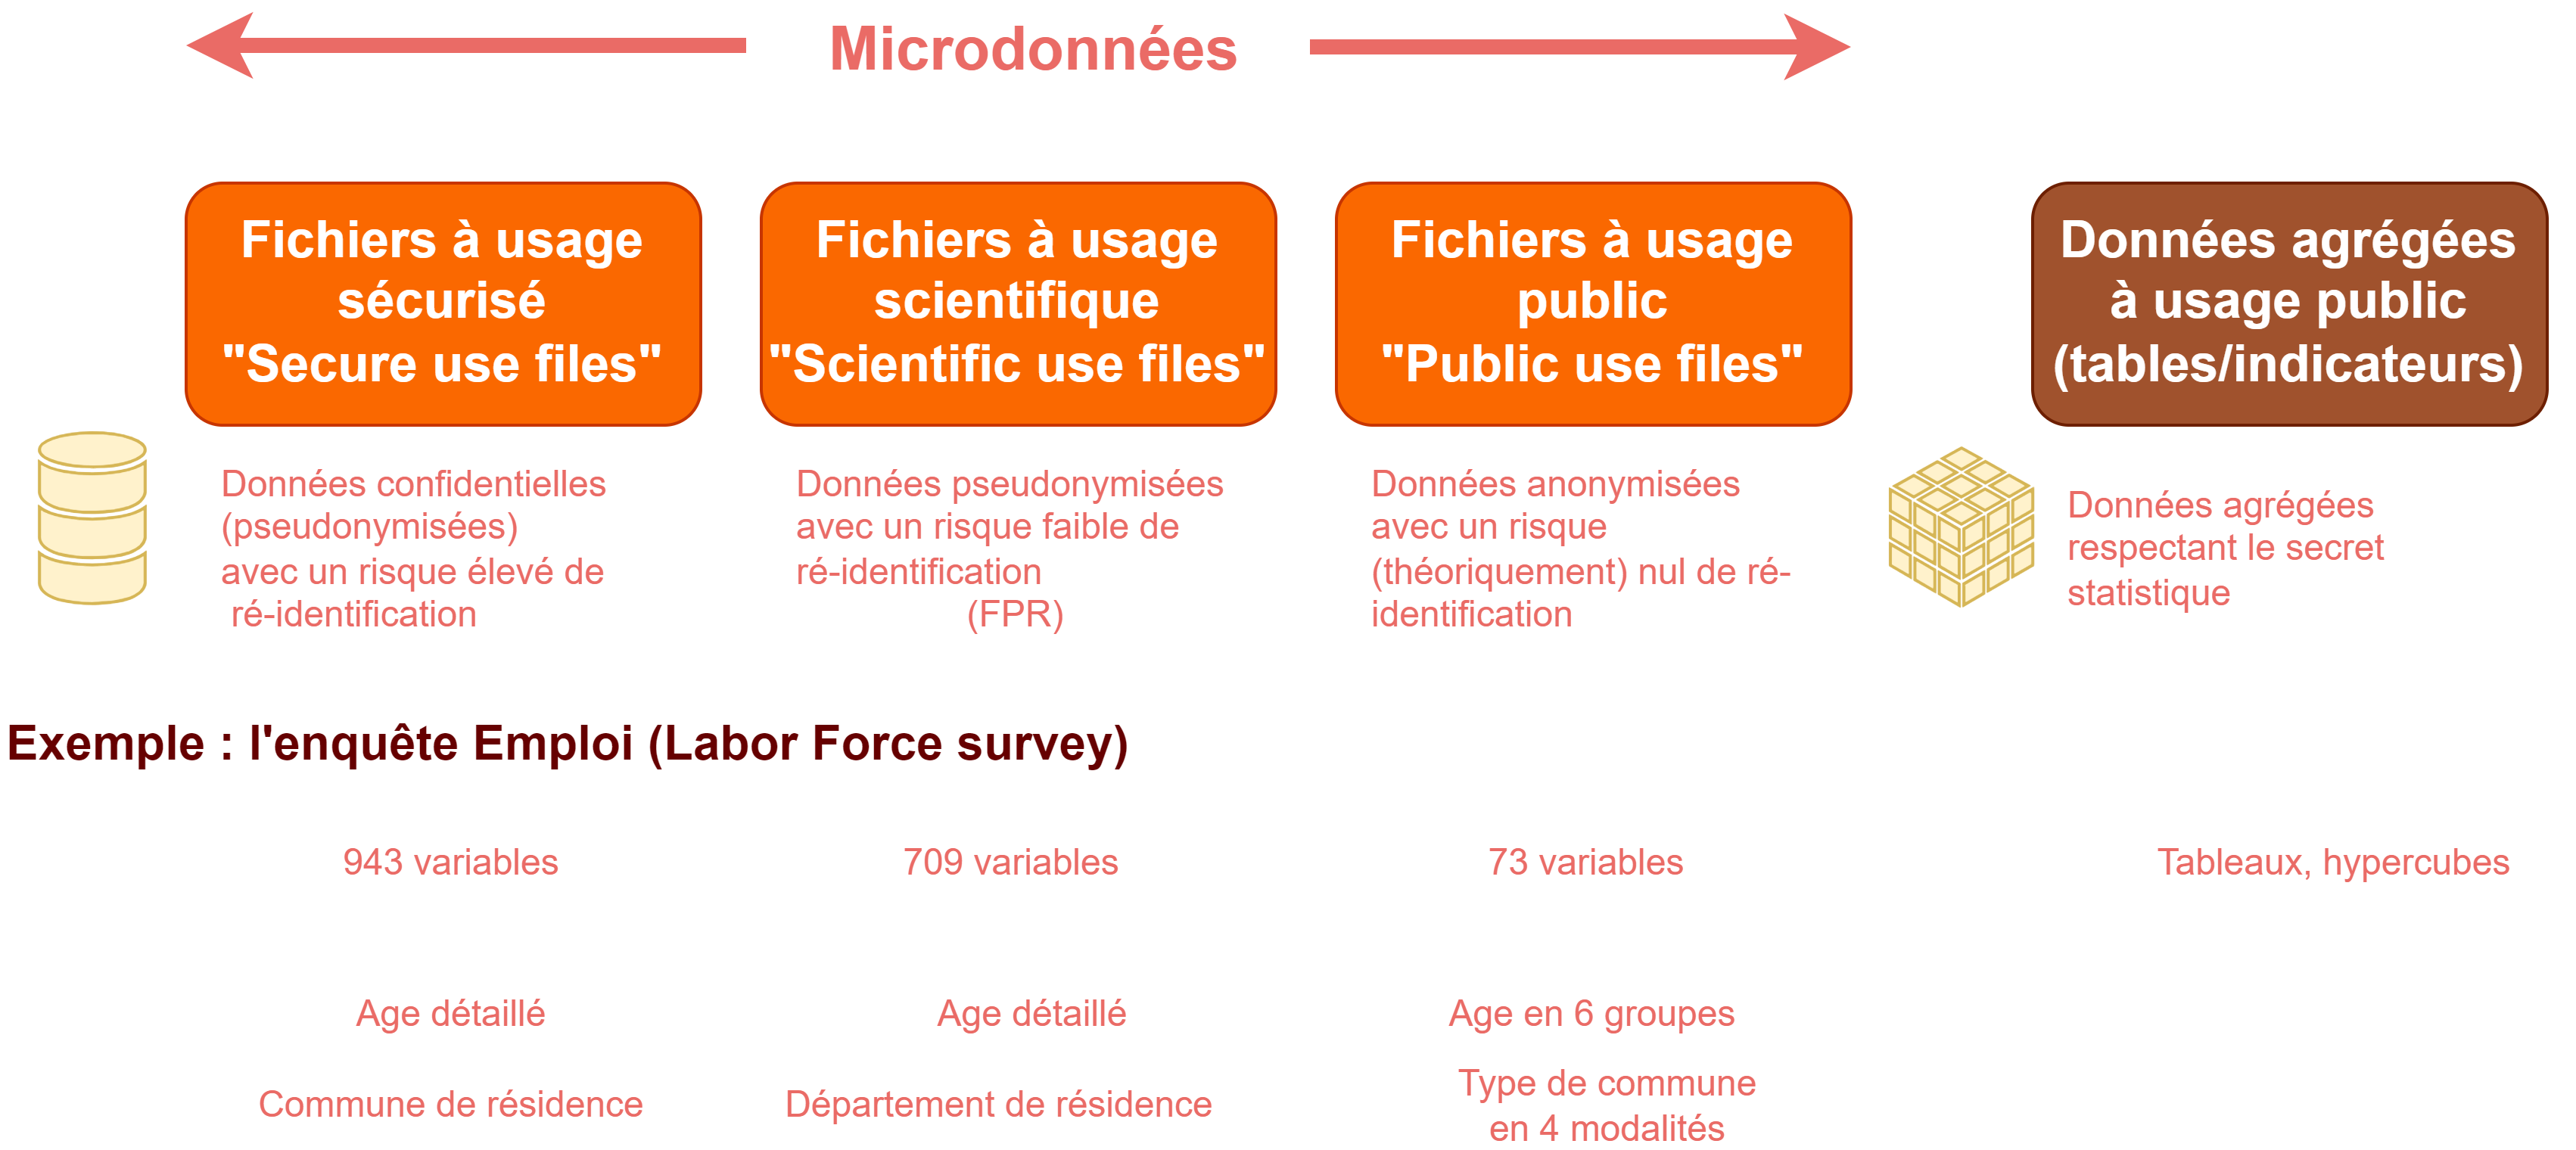 Microdonnées
Fichiers à usage
sécurisé
"Secure use files"
Fichiers à usage
scientifique
"Scientific use files"
Fichiers à usage
public
"Public use files"
Données agrégées
à usage public
(tables/indicateurs)
Données confidentielles
(pseudonymisées)
avec un risque élevé de
ré-identification
Données pseudonymisées
avec un risque faible de
ré-identification
(FPR)
Données anonymisées
avec un risque
(théoriquement) nul de ré-
identification
Données agrégées
respectant le secret
statistique
Exemple : l'enquête Emploi (Labor Force survey)
943 variables
709 variables
73 variables
Tableaux, hypercubes
Age détaillé
Age détaillé
Age en 6 groupes
Commune de résidence
Département de résidence
Type de commune
en 4 modalités